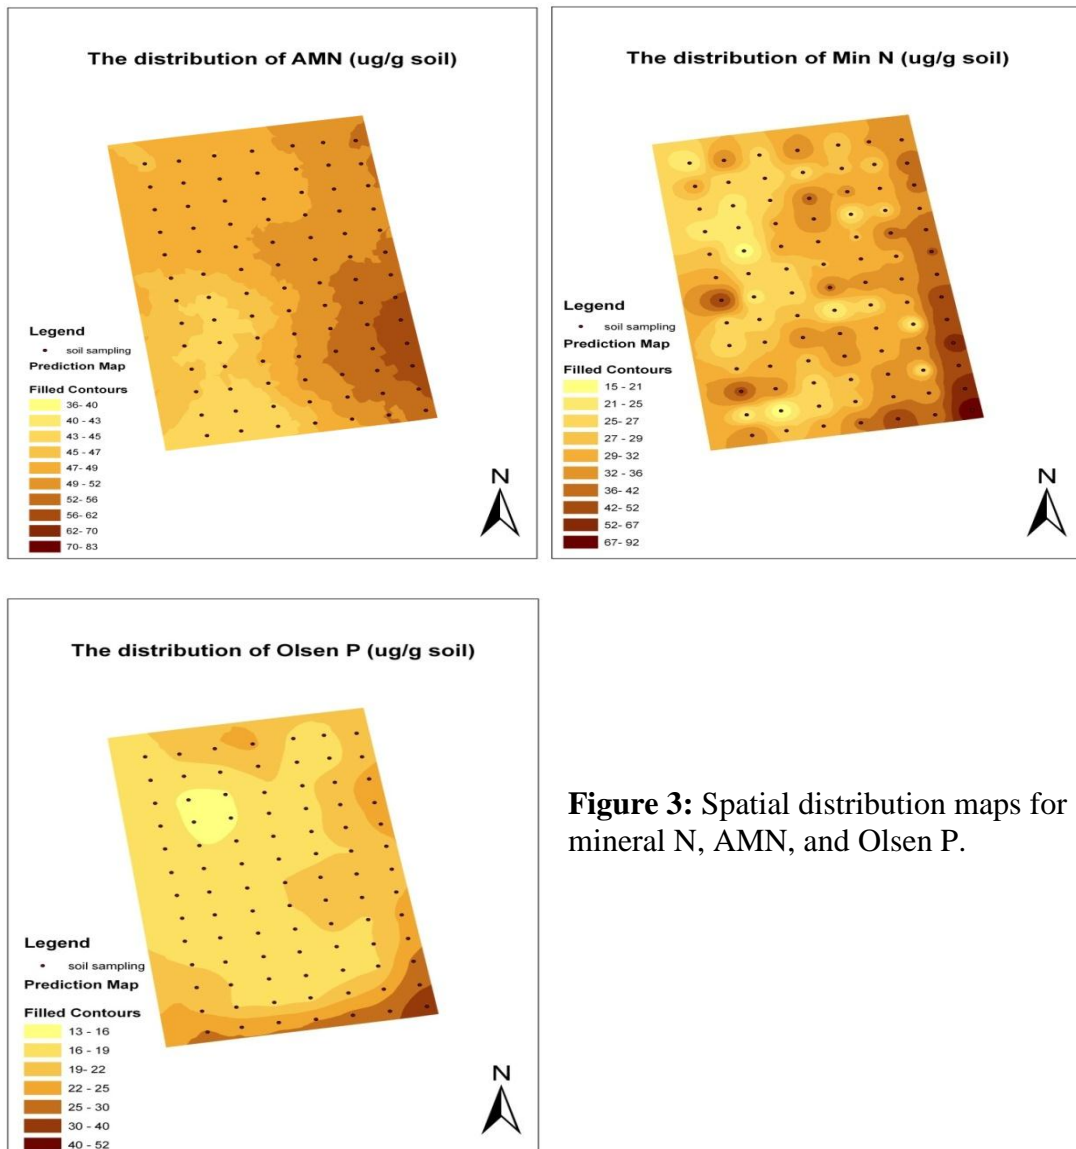 The distribution of AMN (ug/g soil)
N
Legend
soil sampling
Prediction Map
Filled Contours
36- 40
40 - 43
43 - 45
45 - 47
47- 49
49 - 52
52- 56
56- 62
62 - 70
70- 83
The distribution of Min N (ug/g soil)
N
Legend
soil sampling
Prediction Map
Filled Contours
15 - 21
21 - 25
25 - 27
27 - 29
29- 32
32 - 36
36- 42
42 - 52
52 - 67
67- 92
The distribution of Olsen P (ug/g soil)
N
Legend
soil sampling
Prediction Map
Filled Contours
13 - 16
16 - 19
19- 22
22 - 25
25 - 30
30 - 40
40 - 52
Figure 3: Spatial distribution maps for
mineral N, AMN, and Olsen P.